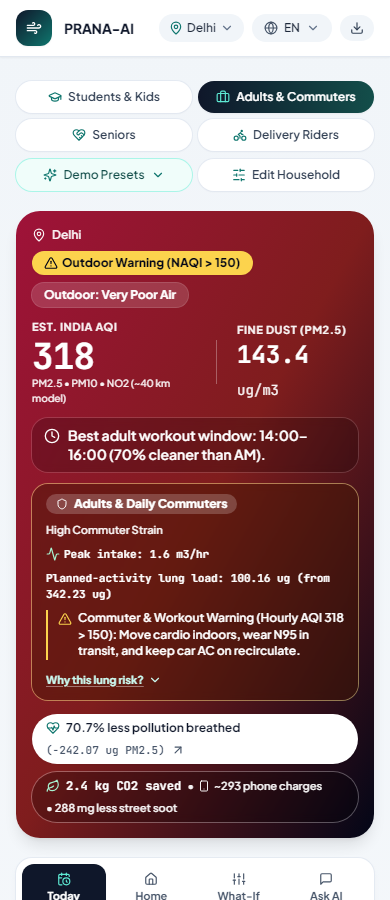 PRANA-AI
Delhi
EN
Students & Kids
Adults & Commuters
Seniors
Delivery Riders
Demo Presets
Edit Household
Delhi
Outdoor Warning (NAQI > 150)
Outdoor: Very Poor Air
EST. INDIA AQI
318
PM2.5 • PM10 • NO2 (~40 km
model)
FINE DUST (PM2.5)
143.4
ug/m3
Best adult workout window: 14:00–
16:00 (70% cleaner than AM).
Adults & Daily Commuters
High Commuter Strain
Peak intake: 1.6 m3/hr
Planned-activity lung load: 100.16 ug (from
342.23 ug)
Commuter & Workout Warning (Hourly AQI 318
> 150): Move cardio indoors, wear N95 in
transit, and keep car AC on recirculate.
Why this lung risk?
70.7% less pollution breathed
(-242.07 ug PM2.5)
2.4 kg CO2 saved • ~293 phone charges
• 288 mg less street soot
Today
Home
What-If
Ask AI